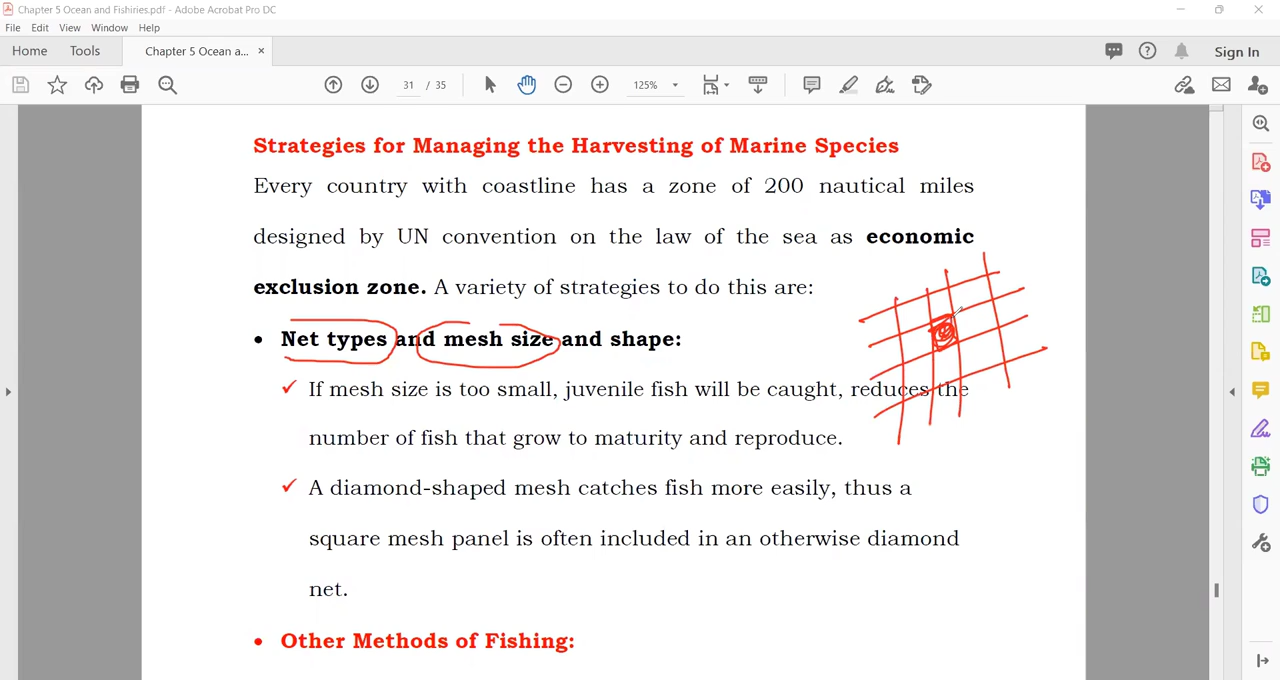 Chapter 5 Ocean and Fishiries.pdf - Adobe Acrobat Pro DC
File Edit View Window Help
Home Tools Chapter 5 Ocean a... × Sign In
31 / 35 125%
Strategies for Managing the Harvesting of Marine Species
Every country with coastline has a zone of 200 nautical miles
designed by UN convention on the law of the sea as economic
exclusion zone. A variety of strategies to do this are:
• Net types and mesh size and shape:
✓ If mesh size is too small, juvenile fish will be caught, reduces the
number of fish that grow to maturity and reproduce.
✓ A diamond-shaped mesh catches fish more easily, thus a
square mesh panel is often included in an otherwise diamond
net.
• Other Methods of Fishing: